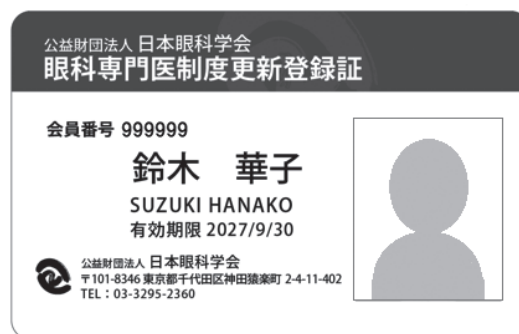 公益財団法人 日本眼科学会
眼科専門医制度更新登録証
会員番号 999999
鈴木　華子
SUZUKI HANAKO
有効期限 2027/9/30
公益財団法人 日本眼科学会
〒101-8346 東京都千代田区神田猿楽町 2-4-11-402
TEL：03-3295-2360